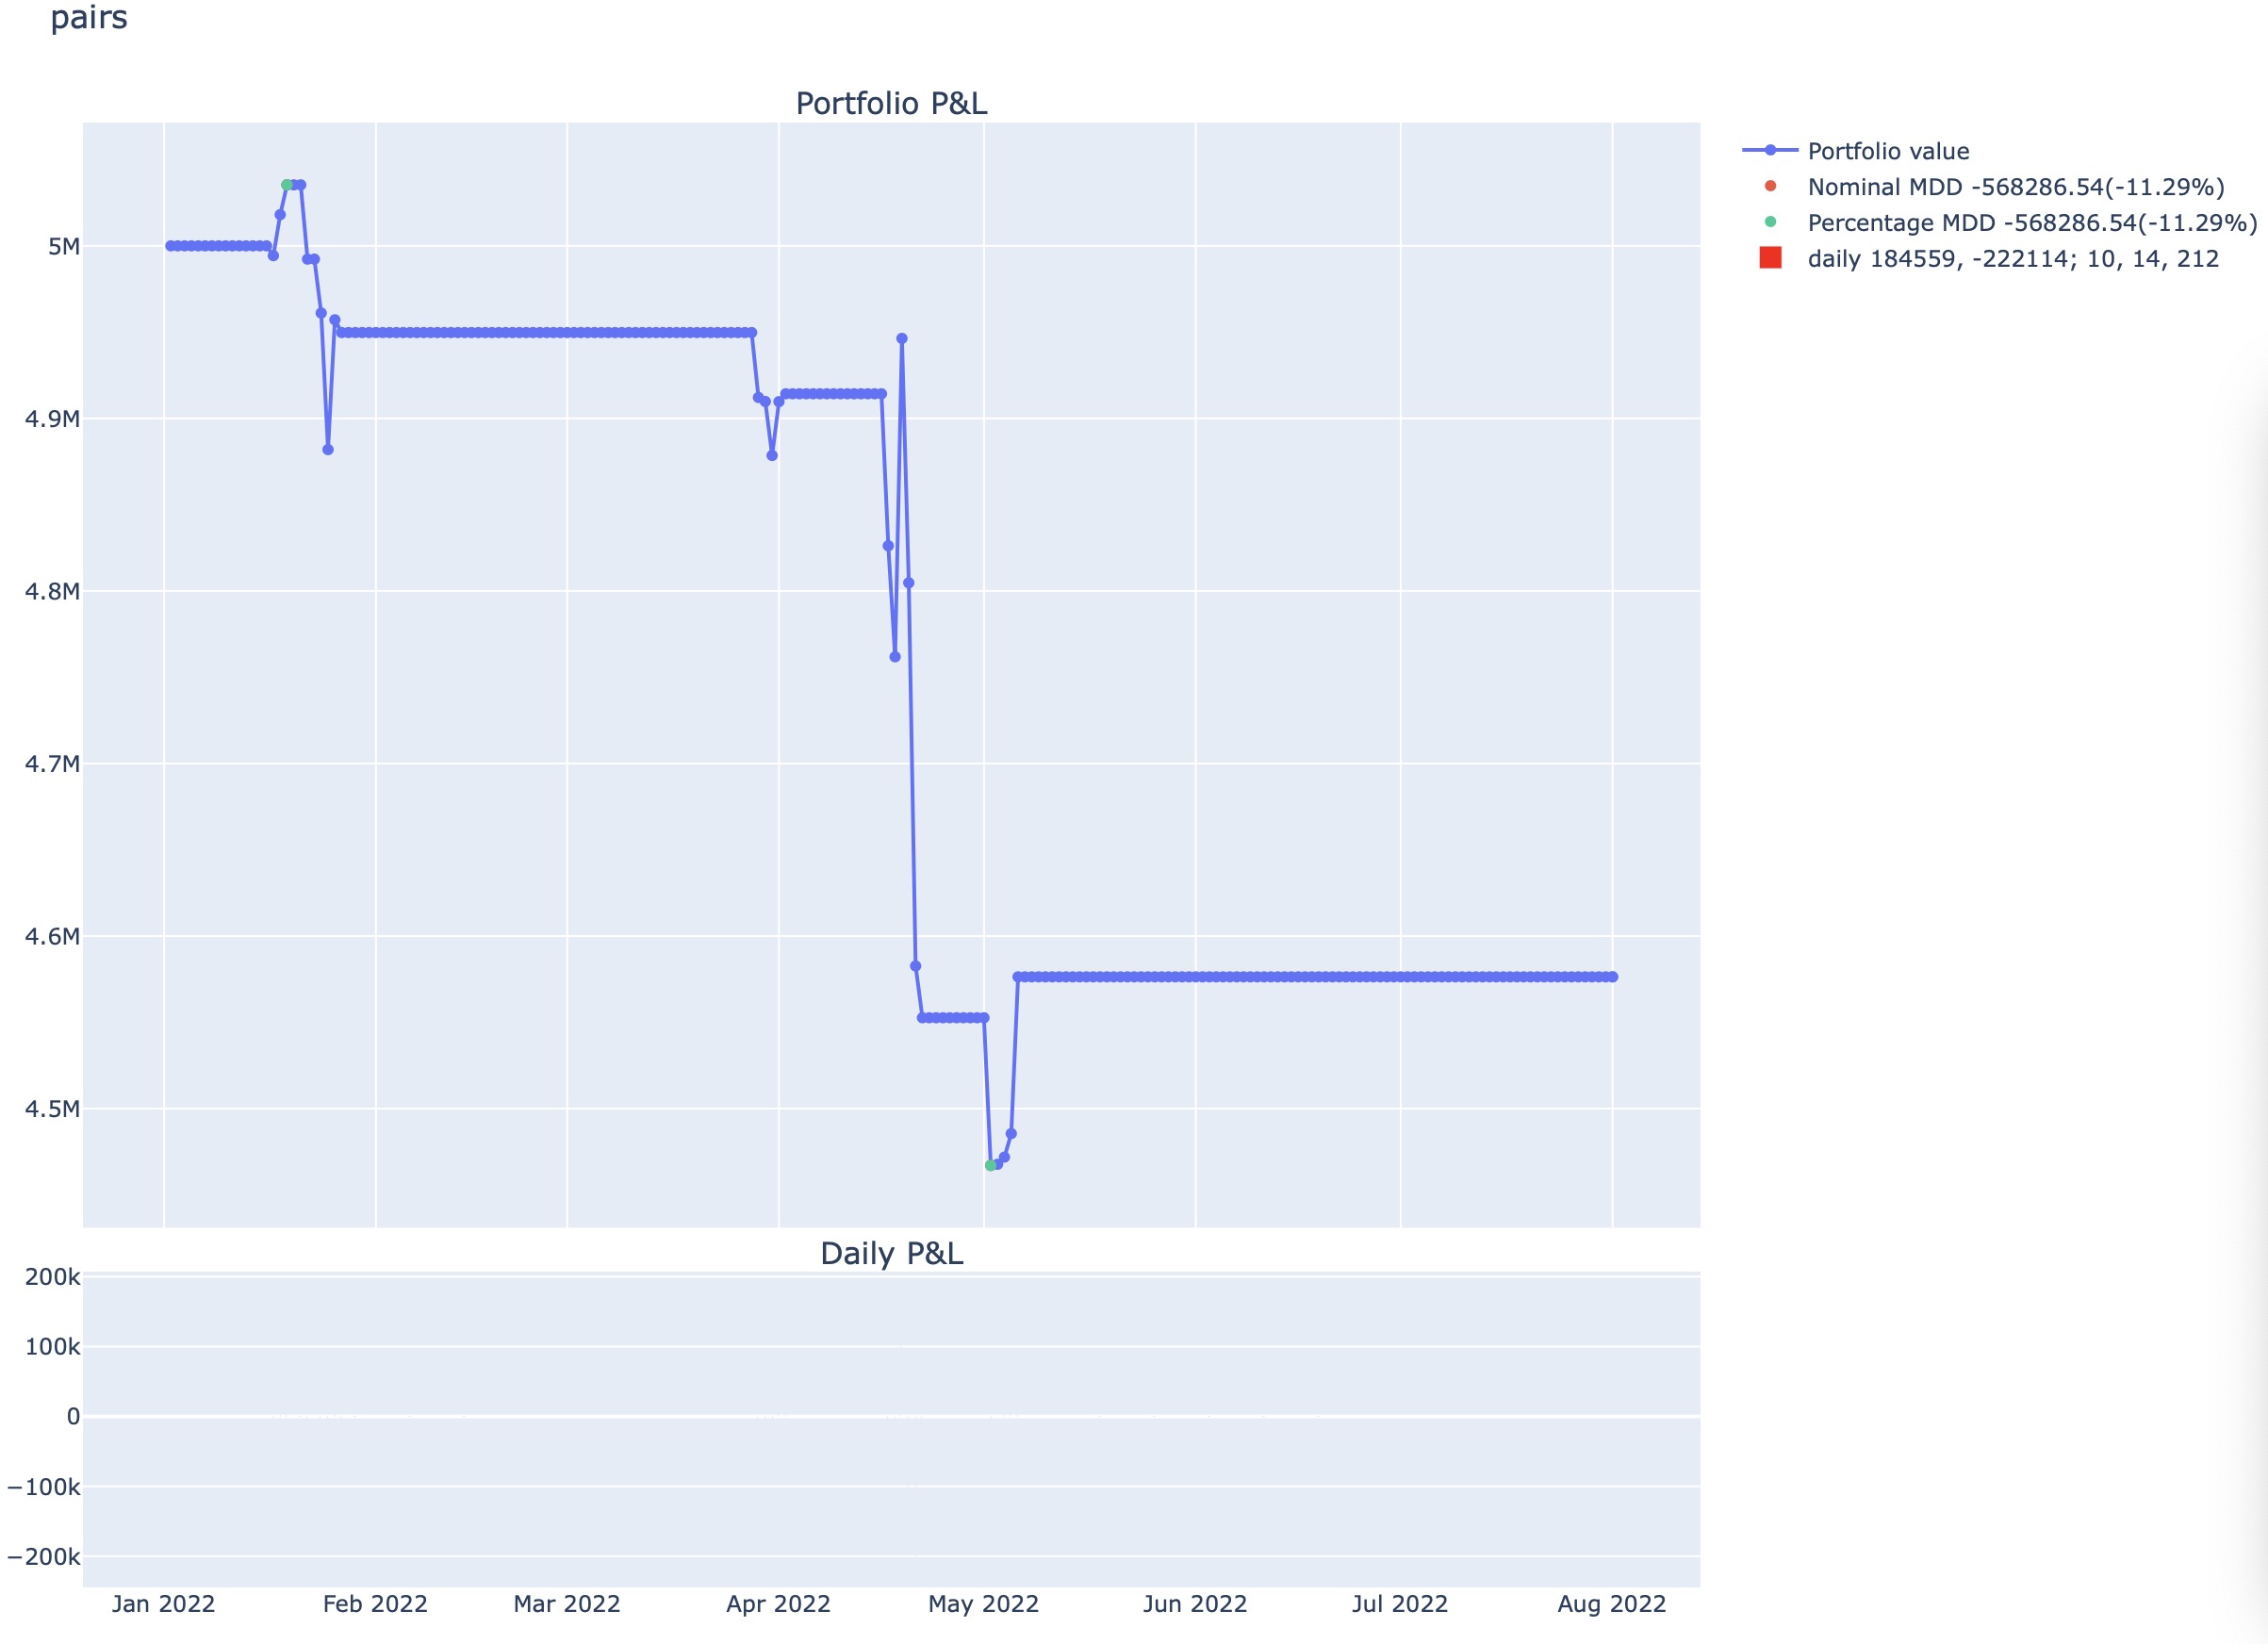 pairs
Portfolio P&L
Portfolio value
Nominal MDD -568286.54(-11.29%)
Percentage MDD -568286.54(-11.29%)
daily 184559, -222114; 10, 14, 212
5M
4.9M
4.8M
4.7M
4.6M
4.5M
Daily P&L
200k
100k
0
−100k
−200k
Jan 2022 Feb 2022 Mar 2022 Apr 2022 May 2022 Jun 2022 Jul 2022 Aug 2022